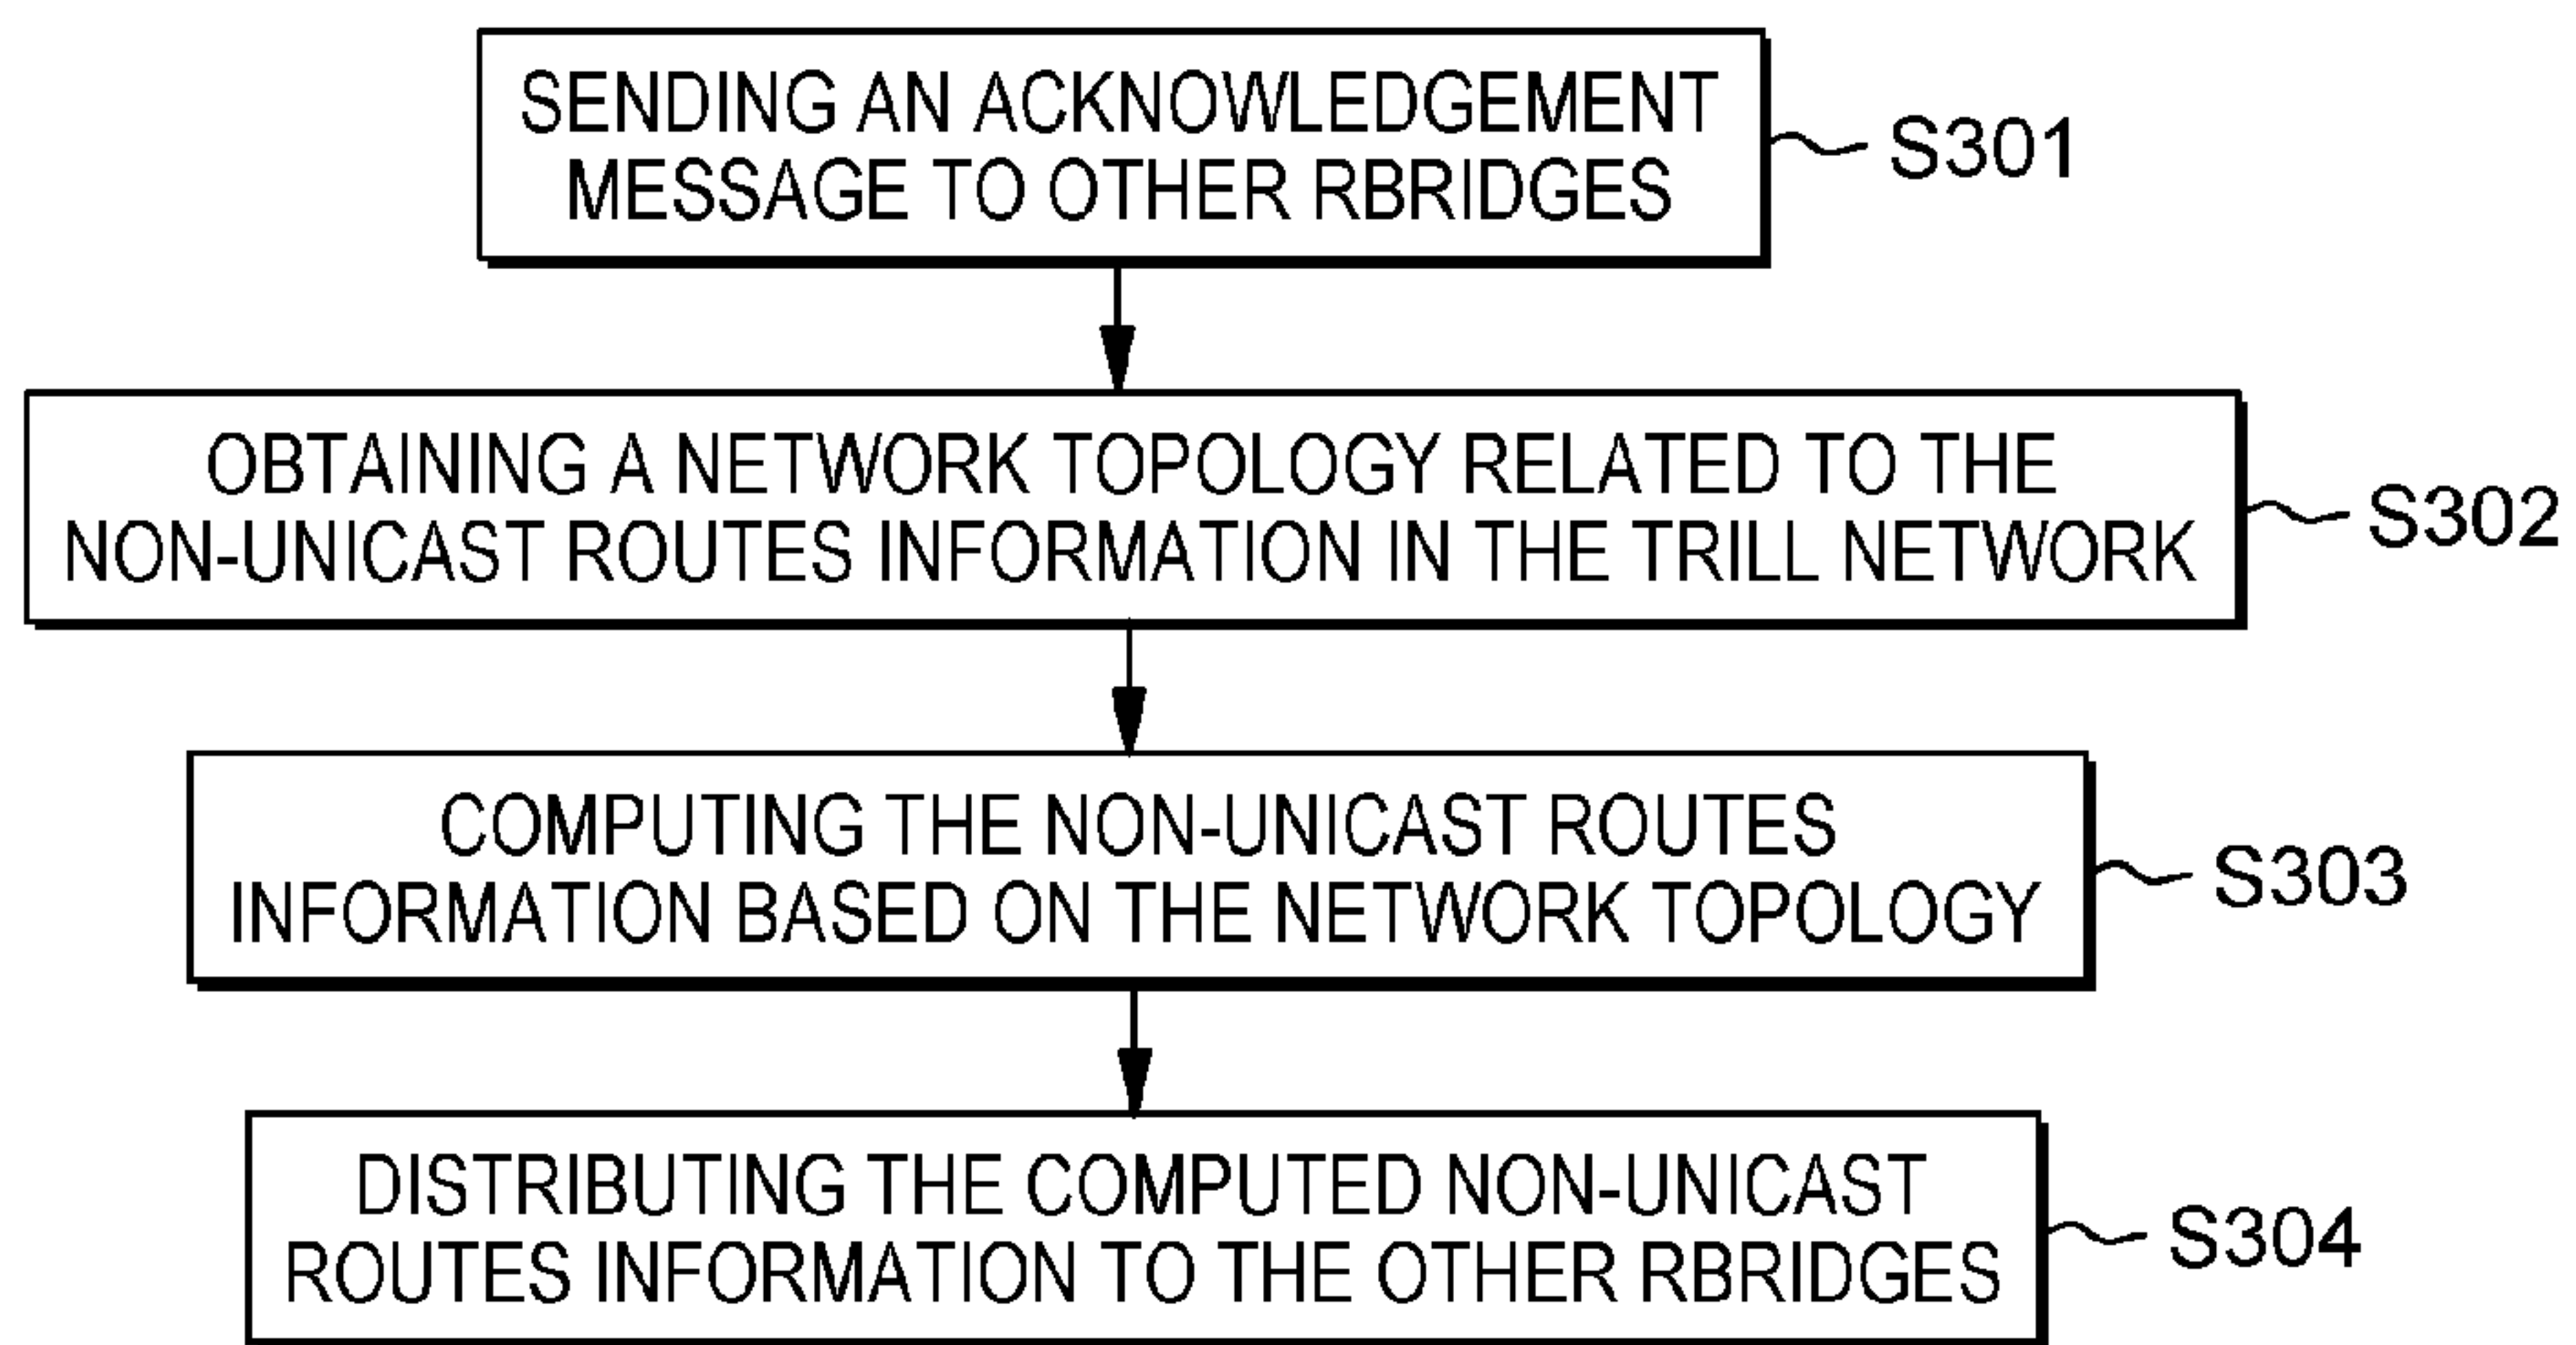 SENDING AN ACKNOWLEDGEMENT
MESSAGE TO OTHER RBRIDGES
S301
OBTAINING A NETWORK TOPOLOGY RELATED TO THE
NON-UNICAST ROUTES INFORMATION IN THE TRILL NETWORK
S302
COMPUTING THE NON-UNICAST ROUTES
INFORMATION BASED ON THE NETWORK TOPOLOGY
S303
DISTRIBUTING THE COMPUTED NON-UNICAST
ROUTES INFORMATION TO THE OTHER RBRIDGES
S304